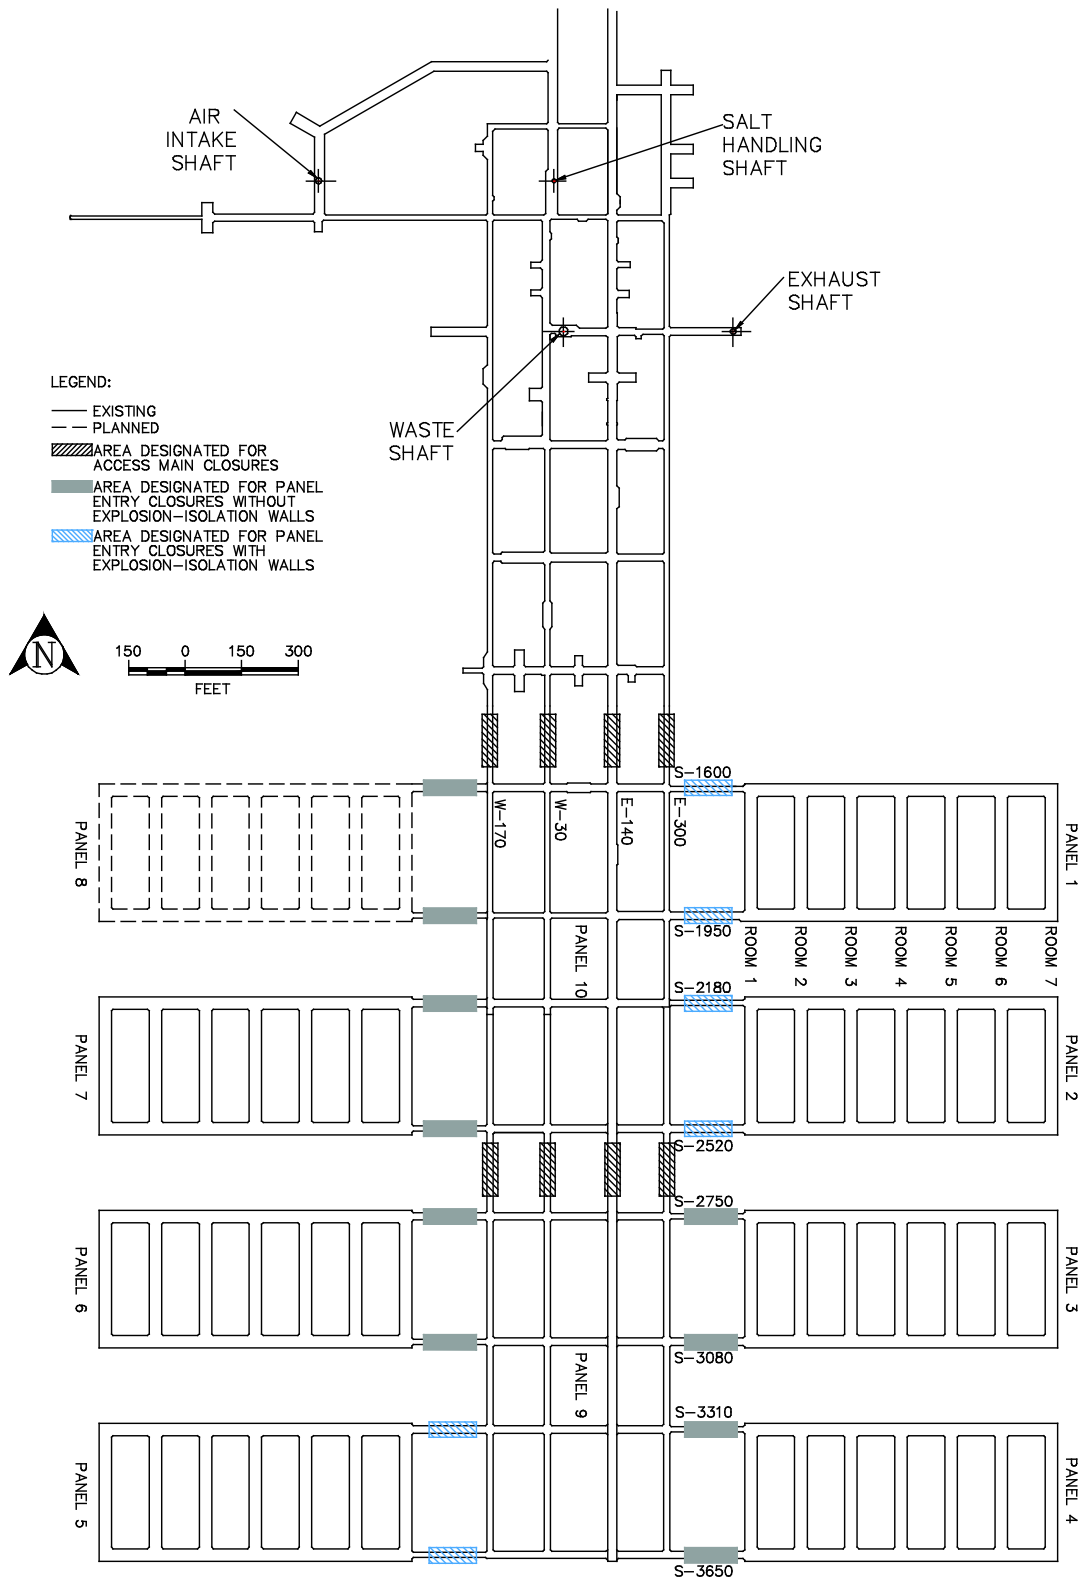 AIR
INTAKE
SHAFT
SALT
HANDLING
SHAFT
EXHAUST
SHAFT
WASTE
SHAFT
LEGEND:
EXISTING
PLANNED
AREA DESIGNATED FOR
ACCESS MAIN CLOSURES
AREA DESIGNATED FOR PANEL
ENTRY CLOSURES WITHOUT
EXPLOSION-ISOLATION WALLS
AREA DESIGNATED FOR PANEL
ENTRY CLOSURES WITH
EXPLOSION-ISOLATION WALLS
N
150 0 150 300
FEET
S-1600
W-170
W-30
E-140
E-300
PANEL 8
PANEL 1
S-1950
PANEL 10
ROOM 1
ROOM 2
ROOM 3
ROOM 4
ROOM 5
ROOM 6
ROOM 7
S-2180
PANEL 7
PANEL 2
S-2520
S-2750
PANEL 6
PANEL 3
S-3080
PANEL 9
S-3310
PANEL 5
PANEL 4
S-3650